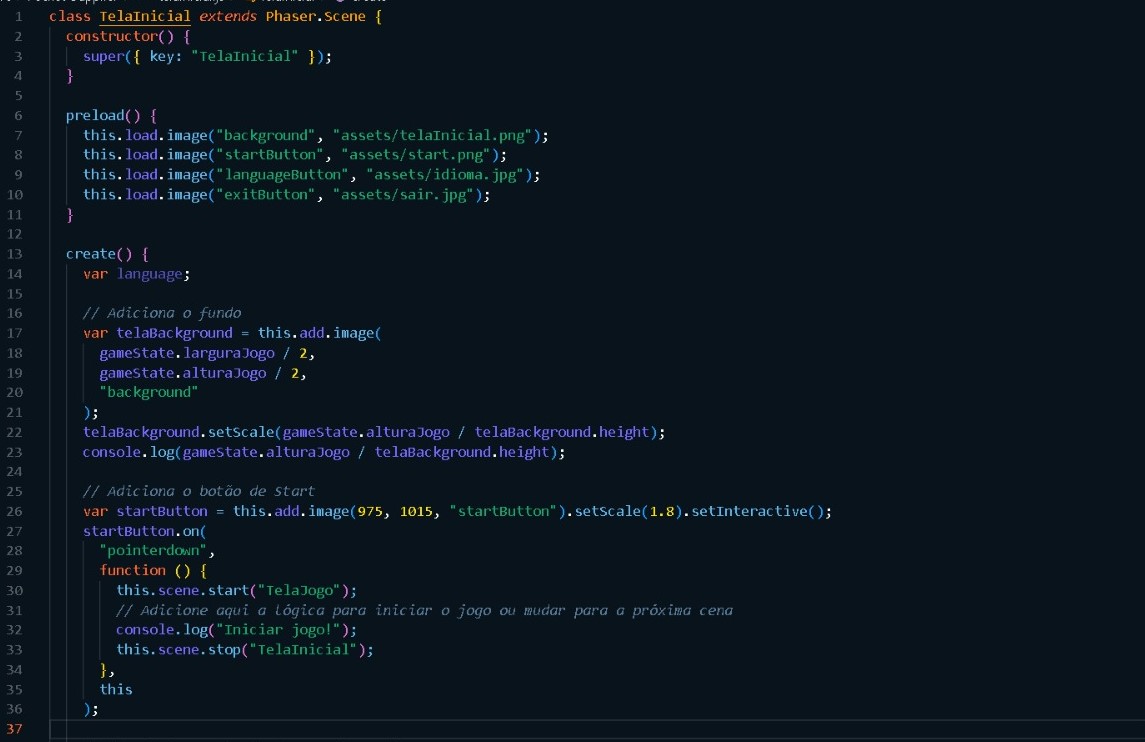 1 class TelaInicial extends Phaser.Scene {
2 constructor() {
3 super({ key: "TelaInicial" });
4 }
5
6 preload() {
7 this.load.image("background", "assets/telaInicial.png");
8 this.load.image("startButton", "assets/start.png");
9 this.load.image("languageButton", "assets/idioma.jpg");
10 this.load.image("exitButton", "assets/sair.jpg");
11 }
12
13 create() {
14 var language;
15
16 // Adiciona o fundo
17 var telaBackground = this.add.image(
18 gameState.larguraJogo / 2,
19 gameState.alturaJogo / 2,
20 "background"
21 );
22 telaBackground.setScale(gameState.alturaJogo / telaBackground.height);
23 console.log(gameState.alturaJogo / telaBackground.height);
24
25 // Adiciona o botão de Start
26 var startButton = this.add.image(975, 1015, "startButton").setScale(1.8).setInteractive();
27 startButton.on(
28 "pointerdown",
29 function () {
30 this.scene.start("TelaJogo");
31 // Adicione aqui a lógica para iniciar o jogo ou mudar para a próxima cena
32 console.log("Iniciar jogo!");
33 this.scene.stop("TelaInicial");
34 },
35 this
36 );
37